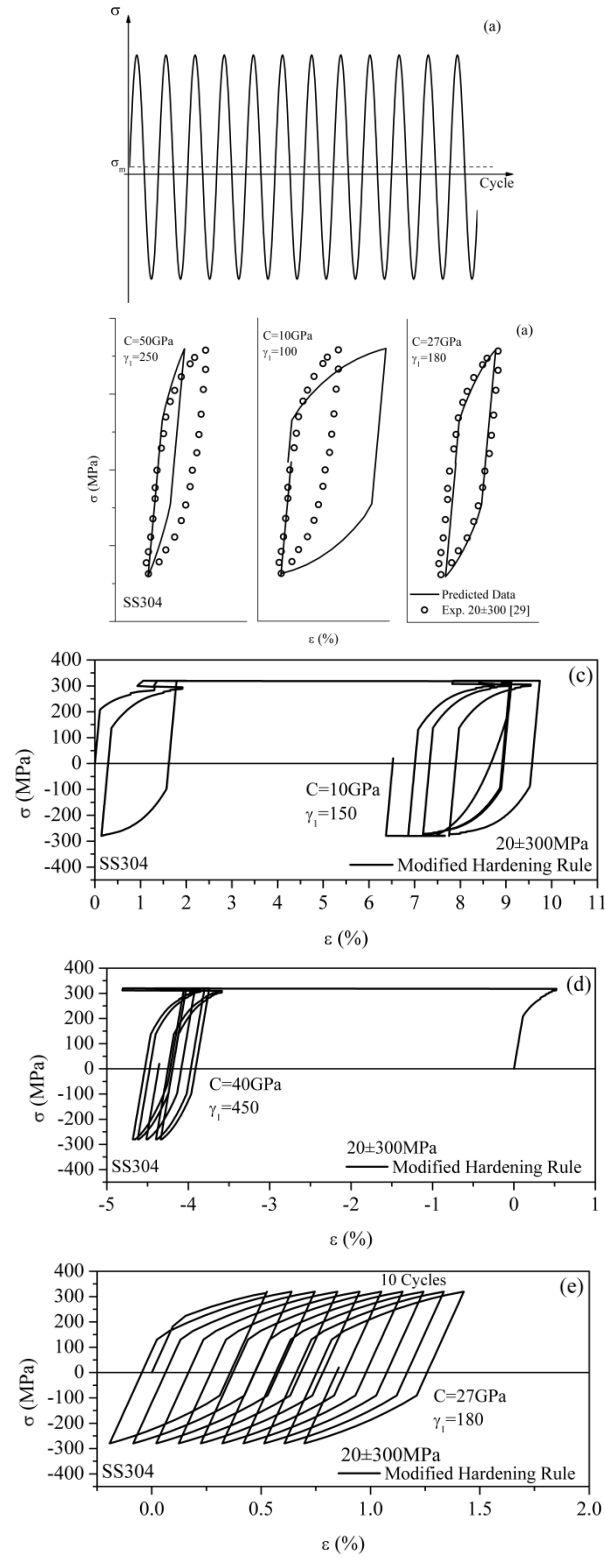 σ
(a)
σm
Cycle
C=50GPa
γ1=250
C=10GPa
γ1=100
(a)
C=27GPa
γ1=180
σ (MPa)
SS304
Predicted Data
Exp. 20±300 [29]
ε (%)
400
300
200
100
0
-100
-200
-300
-400
σ (MPa)
(c)
C=10GPa
γ1=150
20±300MPa
SS304
Modified Hardening Rule
0 1 2 3 4 5 6 7 8 9 10 11
ε (%)
400
300
200
100
0
-100
-200
-300
-400
σ (MPa)
(d)
C=40GPa
γ1=450
20±300MPa
SS304
Modified Hardening Rule
-5 -4 -3 -2 -1 0 1
ε (%)
400
300
200
100
0
-100
-200
-300
-400
σ (MPa)
10 Cycles
(e)
C=27GPa
γ1=180
20±300MPa
SS304
Modified Hardening Rule
0.0 0.5 1.0 1.5 2.0
ε (%)